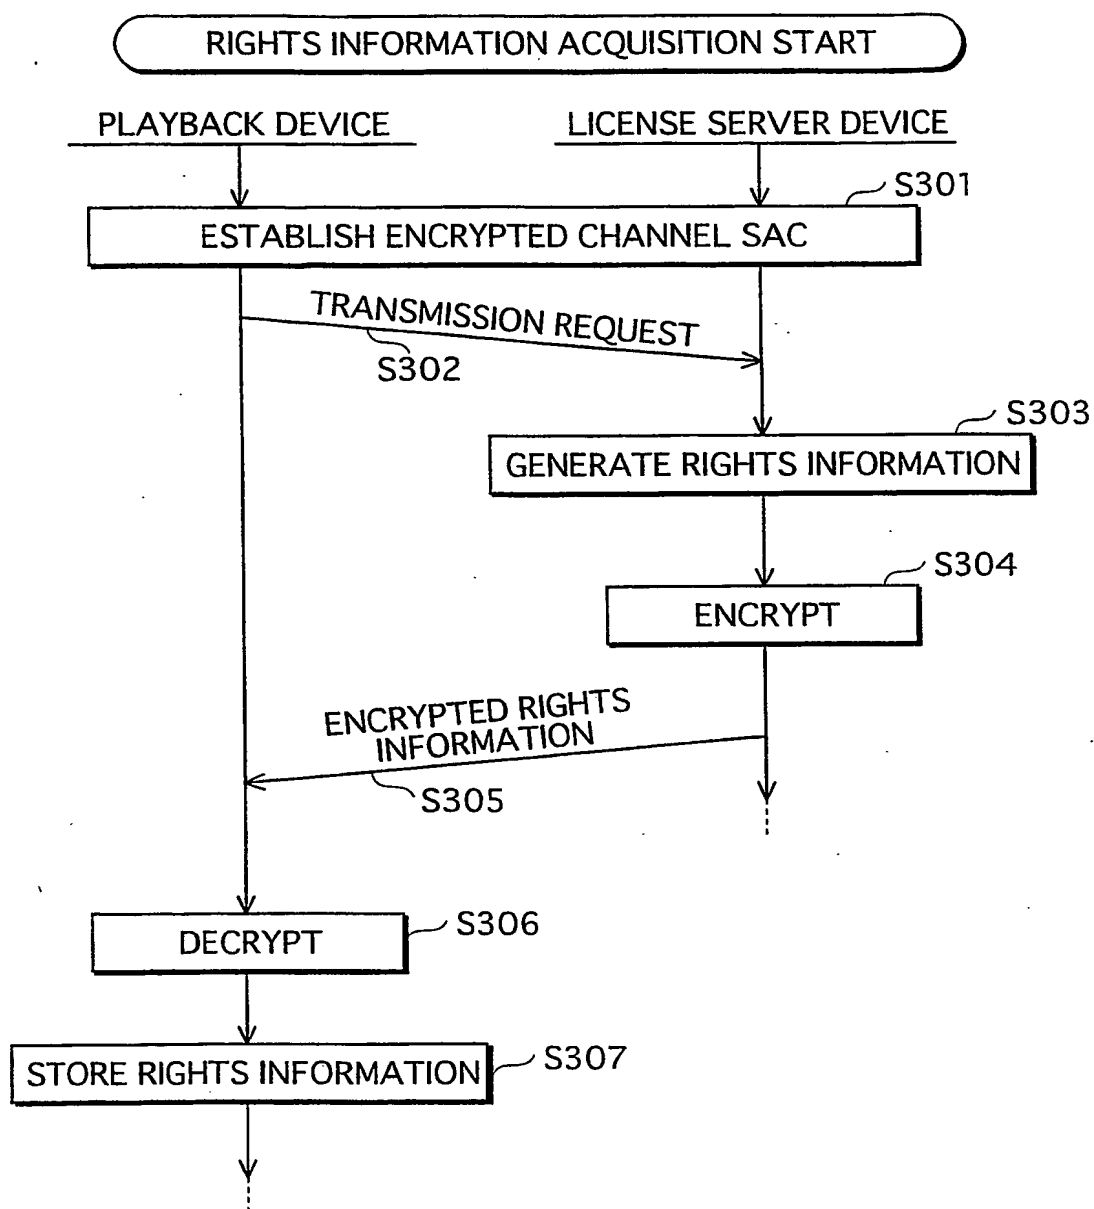 RIGHTS INFORMATION ACQUISITION START
PLAYBACK DEVICE
LICENSE SERVER DEVICE
S301
ESTABLISH ENCRYPTED CHANNEL SAC
TRANSMISSION REQUEST
S302
S303
GENERATE RIGHTS INFORMATION
S304
ENCRYPT
ENCRYPTED RIGHTS
INFORMATION
S305
S306
DECRYPT
S307
STORE RIGHTS INFORMATION